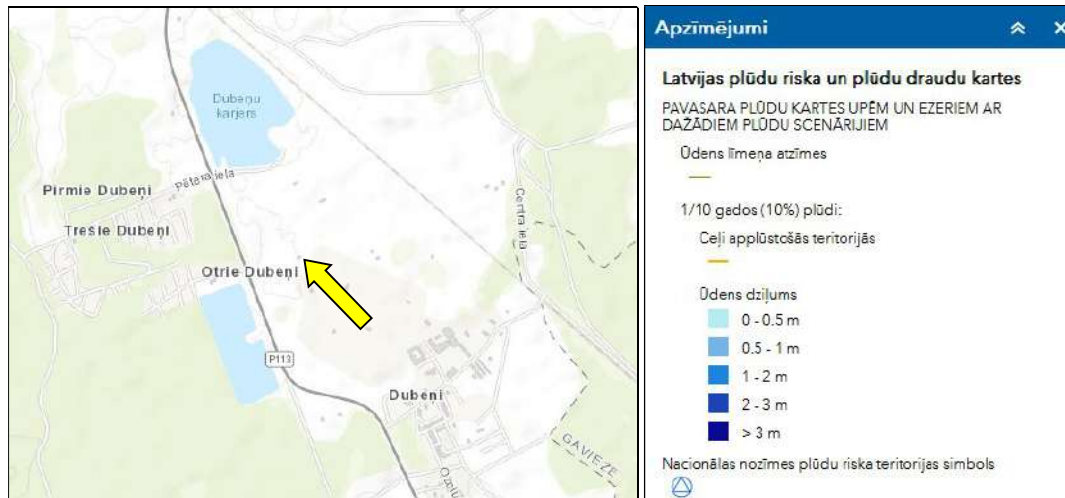 Dubeņu
karjers
Pētera iela
Pirmie Dubeņi
Trešie Dubeņi
Otrie Dubeņi
Centra iela
P113
Dubeņi
GAVIEZE
Apzīmējumi
Latvijas plūdu riska un plūdu draudu kartes
PAVASARA PLŪDU KARTES UPĒM UN EZERIEM AR
DAŽĀDIEM PLŪDU SCENĀRIJIEM
Ūdens līmeņa atzīmes
1/10 gados (10%) plūdi:
Ceļi applūstošās teritorijās
Ūdens dziļums
0 - 0.5 m
0.5 - 1 m
1 - 2 m
2 - 3 m
> 3 m
Nacionālas nozīmes plūdu riska teritorijas simbols